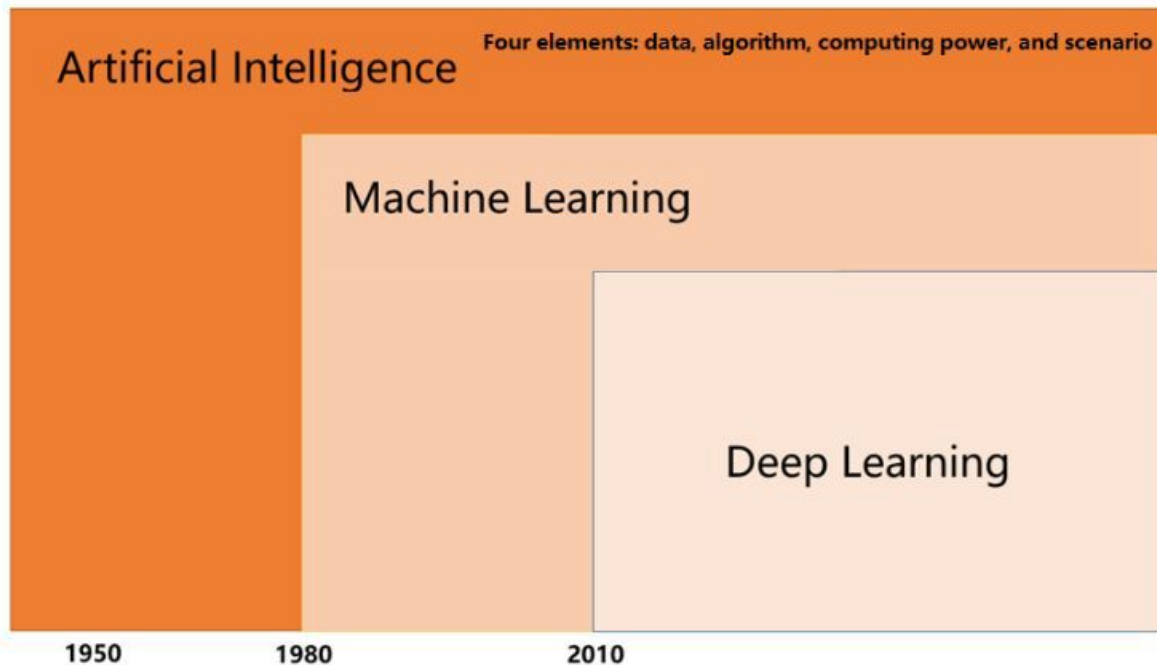 Four elements: data, algorithm, computing power, and scenario
Artificial Intelligence
Machine Learning
Deep Learning
1950
1980
2010